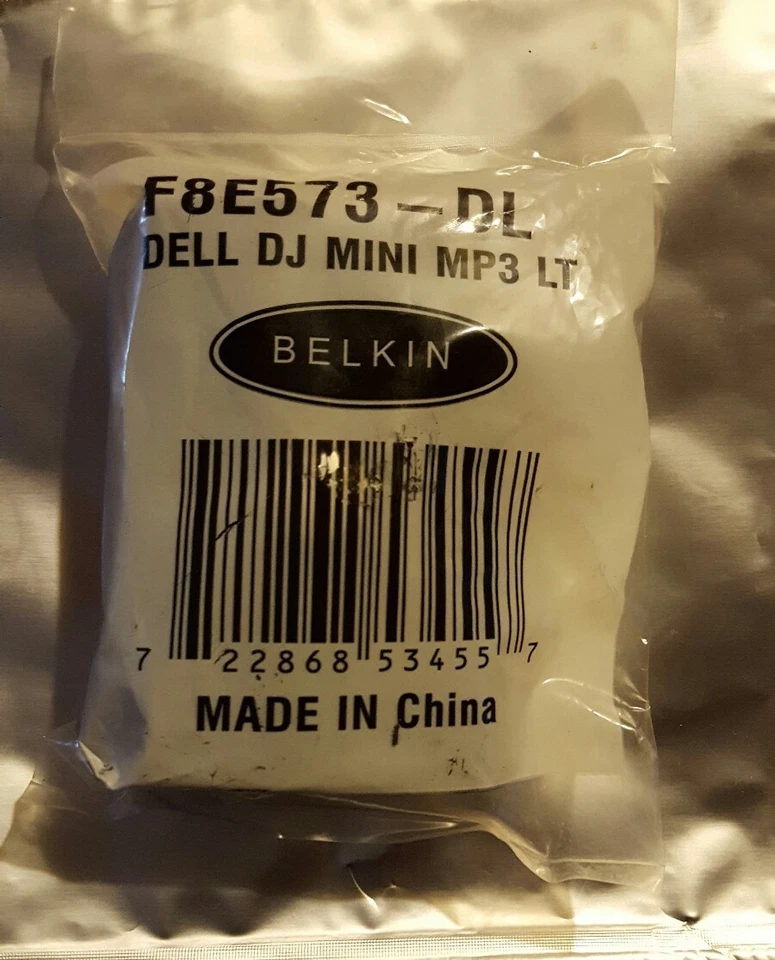 F8E573-DL
DELL DJ MINI MP3 LT
BELKIN
7 22868 53455 7
MADE IN China